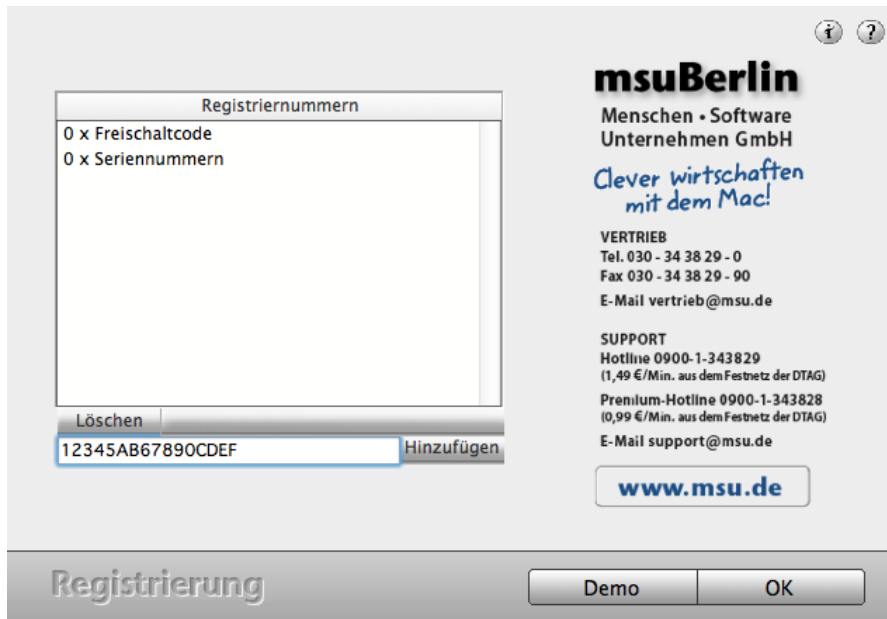 Registriernummern
0 x Freischaltcode
0 x Seriennummern
Löschen
12345AB67890CDEF
Hinzufügen
i ?
msuBerlin
Menschen • Software
Unternehmen GmbH
Clever wirtschaften
mit dem Mac!
VERTRIEB
Tel. 030 - 34 38 29 - 0
Fax 030 - 34 38 29 - 90
E-Mail vertrieb@msu.de
SUPPORT
Hotline 0900-1-343829
(1,49 €/Min. aus dem Festnetz der DTAG)
Premium-Hotline 0900-1-343828
(0,99 €/Min. aus dem Festnetz der DTAG)
E-Mail support@msu.de
www.msu.de
Registrierung
Demo
OK